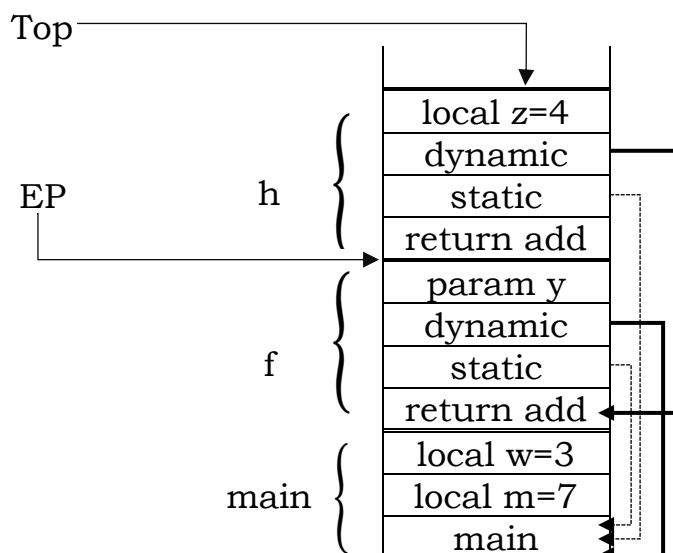 Top
local z=4
dynamic
EP
h
static
return add
param y
dynamic
f
static
return add
local w=3
main
local m=7
main